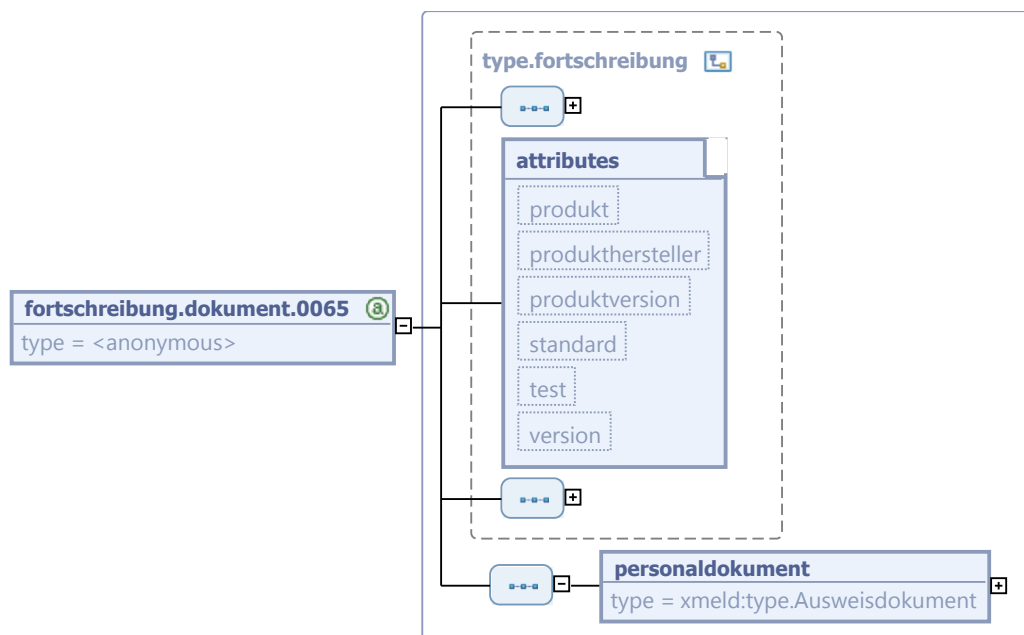 type.fortschreibung
attributes
produkt
produkthersteller
produktversion
standard
test
version
fortschreibung.dokument.0065 @
type = <anonymous>
personaldokument
type = xmeld:type.Ausweisdokument